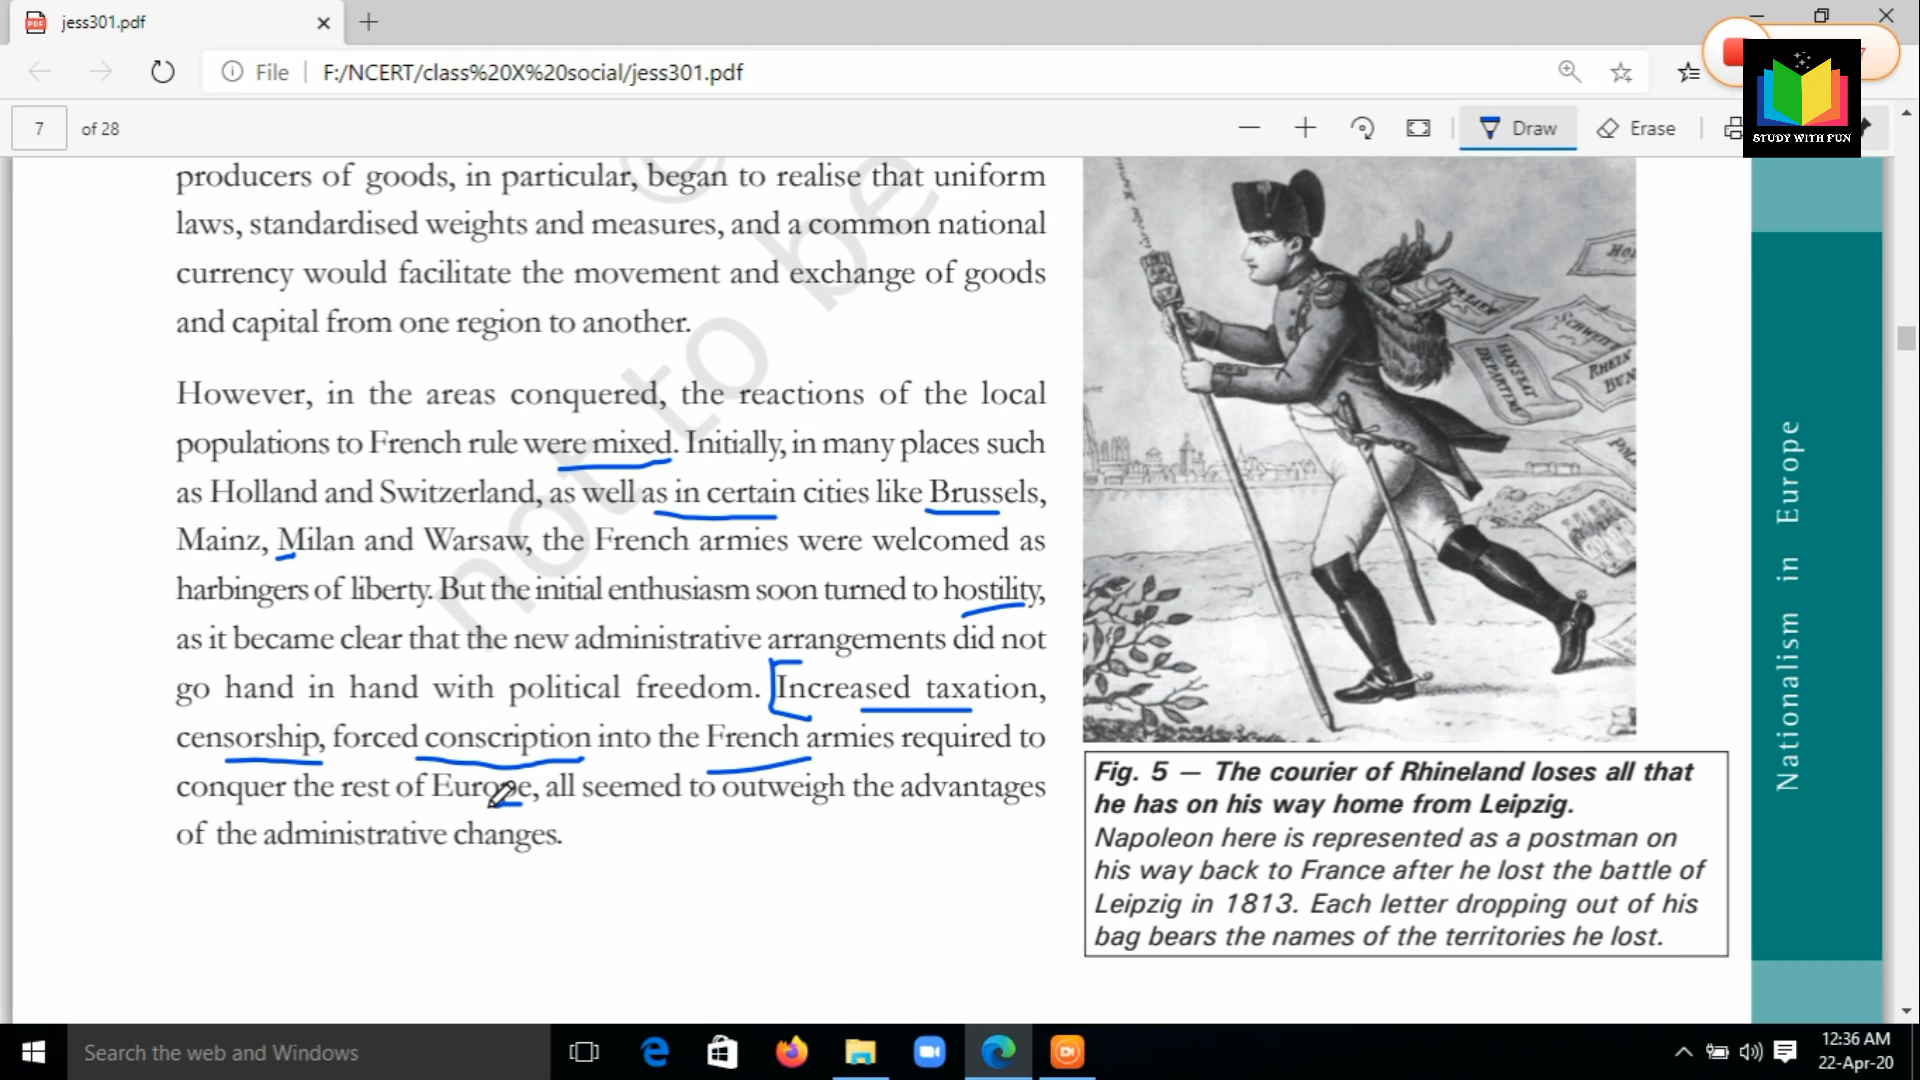 jess301.pdf
File
F:/NCERT/class%20X%20social/jess301.pdf
7
of 28
Draw
Erase
STUDY WITH FUN
producers of goods, in particular, began to realise that uniform
laws, standardised weights and measures, and a common national
currency would facilitate the movement and exchange of goods
and capital from one region to another.
However, in the areas conquered, the reactions of the local
populations to French rule were mixed. Initially, in many places such
as Holland and Switzerland, as well as in certain cities like Brussels,
Mainz, Milan and Warsaw, the French armies were welcomed as
harbingers of liberty. But the initial enthusiasm soon turned to hostility,
as it became clear that the new administrative arrangements did not
go hand in hand with political freedom. Increased taxation,
censorship, forced conscription into the French armies required to
conquer the rest of Europe, all seemed to outweigh the advantages
of the administrative changes.
not to be
Fig. 5 — The courier of Rhineland loses all that
he has on his way home from Leipzig.
Napoleon here is represented as a postman on
his way back to France after he lost the battle of
Leipzig in 1813. Each letter dropping out of his
bag bears the names of the territories he lost.
Nationalism in Europe
Search the web and Windows
12:36 AM
22-Apr-20